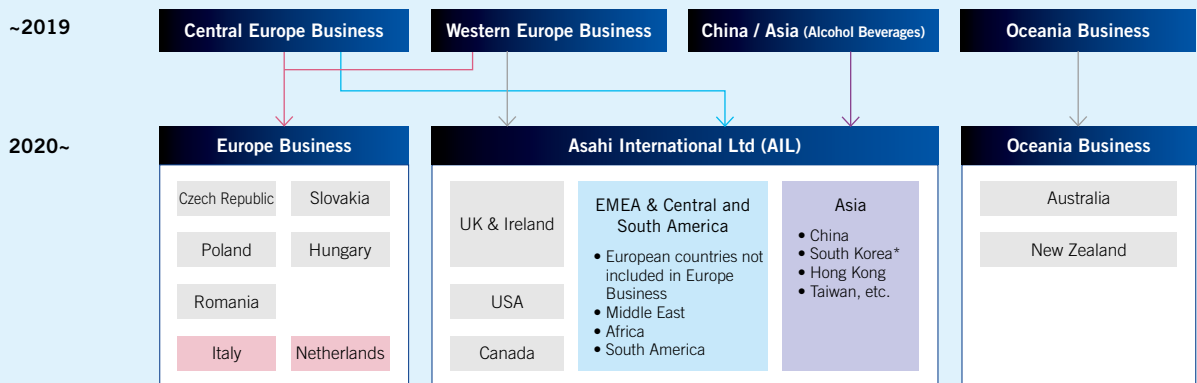 ~2019
Central Europe Business
Western Europe Business
China / Asia (Alcohol Beverages)
Oceania Business
2020~
Europe Business
Asahi International Ltd (AIL)
Oceania Business
Czech Republic
Slovakia
Poland
Hungary
Romania
Italy
Netherlands
UK & Ireland
USA
Canada
EMEA & Central and
South America
• European countries not
included in Europe
Business
• Middle East
• Africa
• South America
Asia
• China
• South Korea*
• Hong Kong
• Taiwan, etc.
Australia
New Zealand